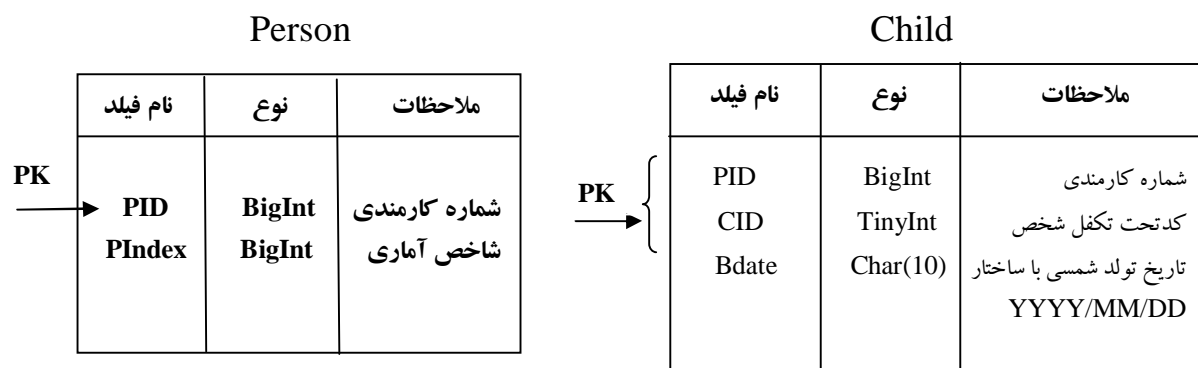 Person
نام فیلد نوع ملاحظات
PK
PID BigInt شماره کارمندی
PIndex BigInt شاخص آماری
Child
نام فیلد نوع ملاحظات
PK
PID BigInt شماره کارمندی
CID TinyInt کدتحت تکفل شخص
Bdate Char(10) تاریخ تولد شمسی با ساختار
YYYY/MM/DD